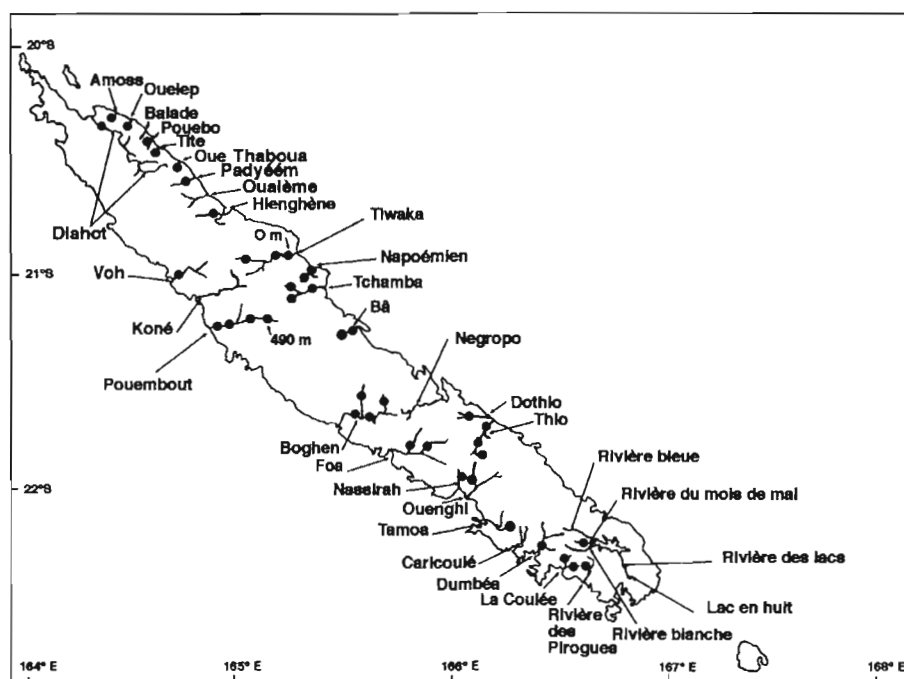 20°S
Amoss
Ouelep
Balade
Pouebo
Tite
Oue Thaboua
Padyéém
Oualème
Hienghène
Diahot
Tiwaka
0 m
Napoémien
21°S
Voh
Tchamba
Bâ
Koné
490 m
Negropo
Pouembout
Dothio
Thio
Boghen
Foa
Rivière bleue
22°S
Nassirah
Rivière du mois de mai
Ouenghi
Tamoa
Caricoulé
Rivière des lacs
Dumbéa
La Coulée
Lac en huit
Rivière
des
Pirogues
Rivière blanche
164° E
165° E
166° E
167° E
168° E